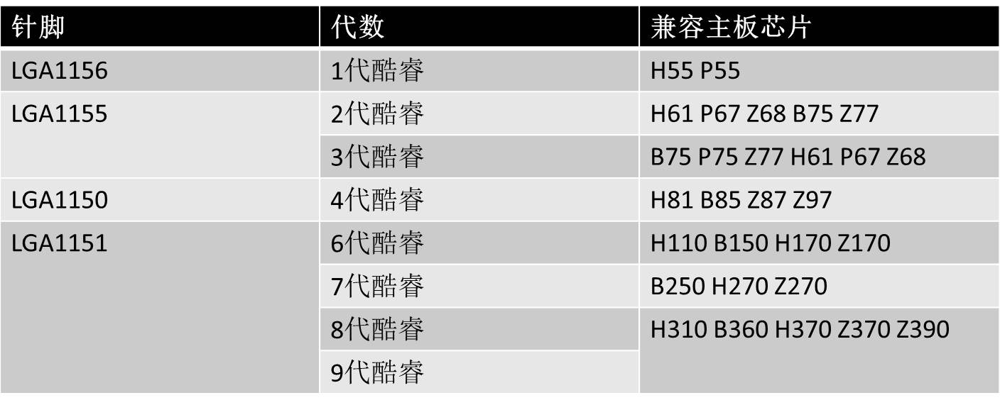 针脚 代数 兼容主板芯片
LGA1156 1代酷睿 H55 P55
LGA1155 2代酷睿 H61 P67 Z68 B75 Z77
3代酷睿 B75 P75 Z77 H61 P67 Z68
LGA1150 4代酷睿 H81 B85 Z87 Z97
LGA1151 6代酷睿 H110 B150 H170 Z170
7代酷睿 B250 H270 Z270
8代酷睿 H310 B360 H370 Z370 Z390
9代酷睿